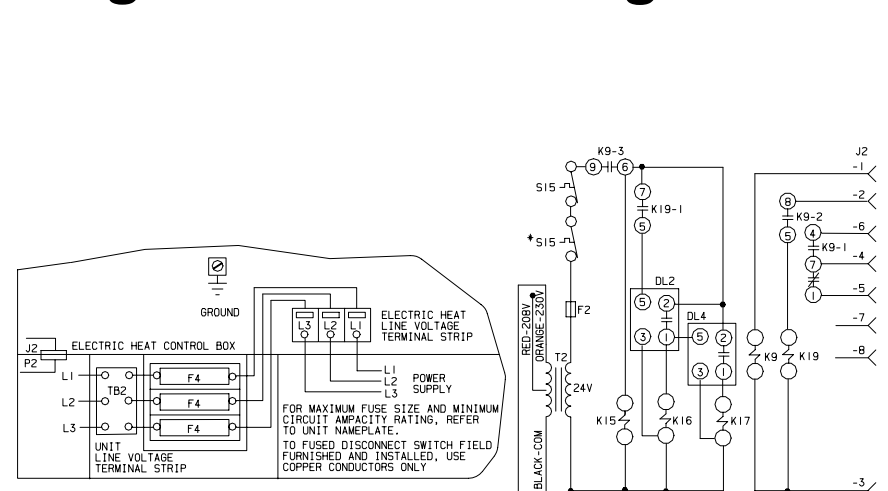 K9-3
9
6
S15
7
K19-1
5
S15
DL2
5
2
3
1
DL4
5
2
3
1
F2
RED-208V
ORANGE-230V
T2
24V
BLACK-COM
K15
K16
K17
K9
K19
J2
-1
-2
-6
-4
-5
-7
-8
-3
8
K9-2
5
4
K9-1
7
1
GROUND
L3 L2 L1
ELECTRIC HEAT
LINE VOLTAGE
TERMINAL STRIP
J2
P2
ELECTRIC HEAT CONTROL BOX
L1
L2
L3
TB2
F4
F4
F4
L1
L2
L3
POWER
SUPPLY
UNIT
LINE VOLTAGE
TERMINAL STRIP
FOR MAXIMUM FUSE SIZE AND MINIMUM
CIRCUIT AMPACITY RATING, REFER
TO UNIT NAMEPLATE.
TO FUSED DISCONNECT SWITCH FIELD
FURNISHED AND INSTALLED, USE
COPPER CONDUCTORS ONLY